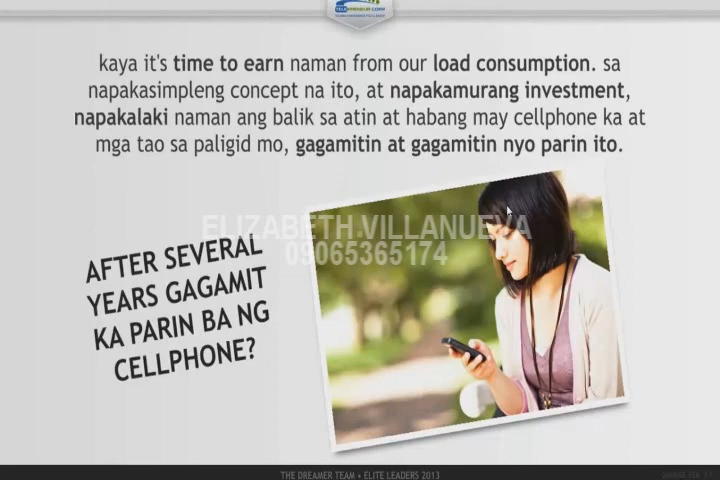 kaya it's time to earn naman from our load consumption. sa
napakasimpleng concept na ito, at napakamurang investment,
napakalaki naman ang balik sa atin at habang may cellphone ka at
mga tao sa paligid mo, gagamitin at gagamitin nyo parin ito.
ELIZABETH VILLANUEVA
09065365174
AFTER SEVERAL
YEARS GAGAMIT
KA PARIN BA NG
CELLPHONE?
THE DREAMER TEAM • ELITE LEADERS 2013